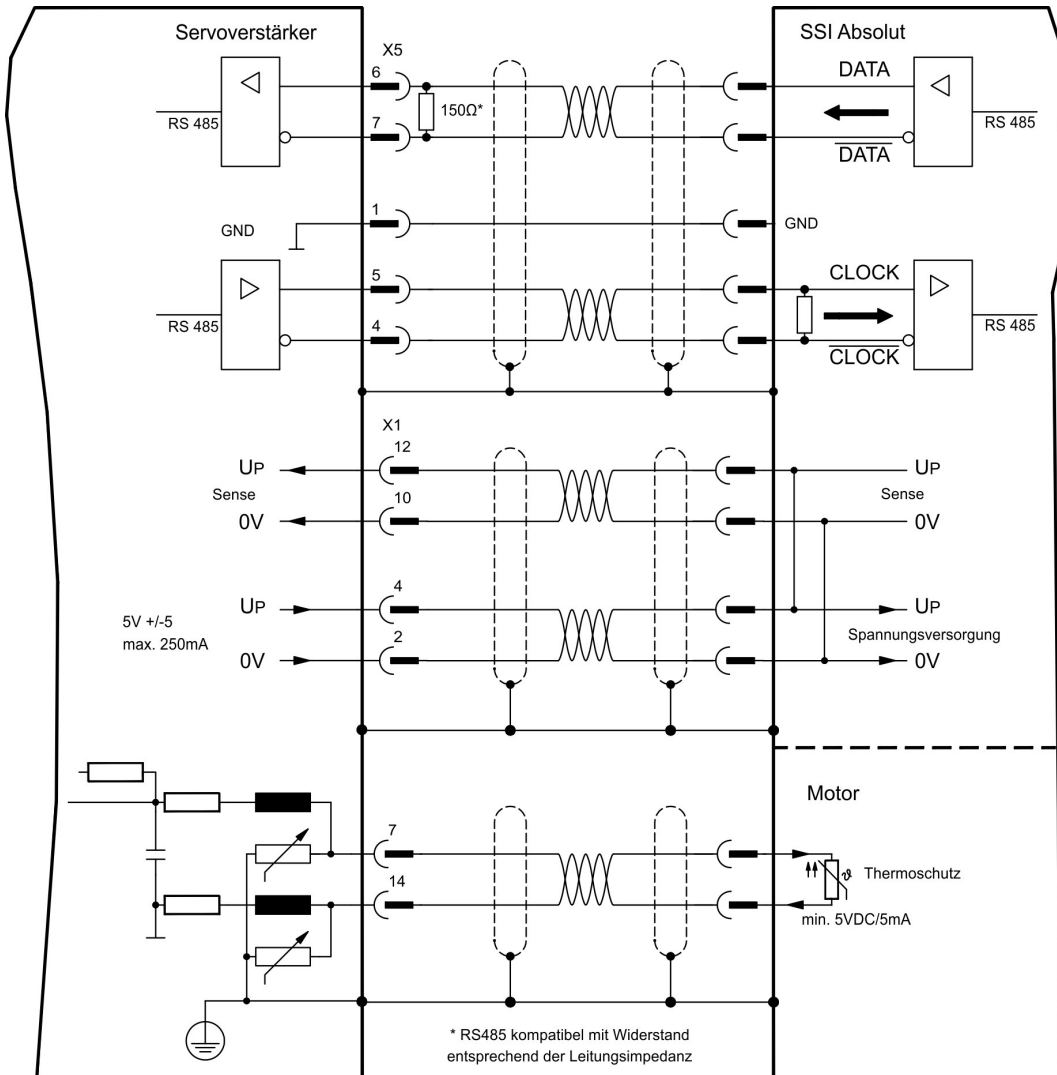 Servoverstärker
X5
SSI Absolut
6
DATA
150Ω*
RS 485
7
DATA
RS 485
1
GND
GND
5
CLOCK
RS 485
4
CLOCK
RS 485
X1
12
UP
UP
Sense
10
Sense
0V
0V
4
UP
UP
5V +/-5
max. 250mA
2
Spannungsversorgung
0V
0V
Motor
7
14
ϑ
Thermoschutz
min. 5VDC/5mA
* RS485 kompatibel mit Widerstand
entsprechend der Leitungsimpedanz